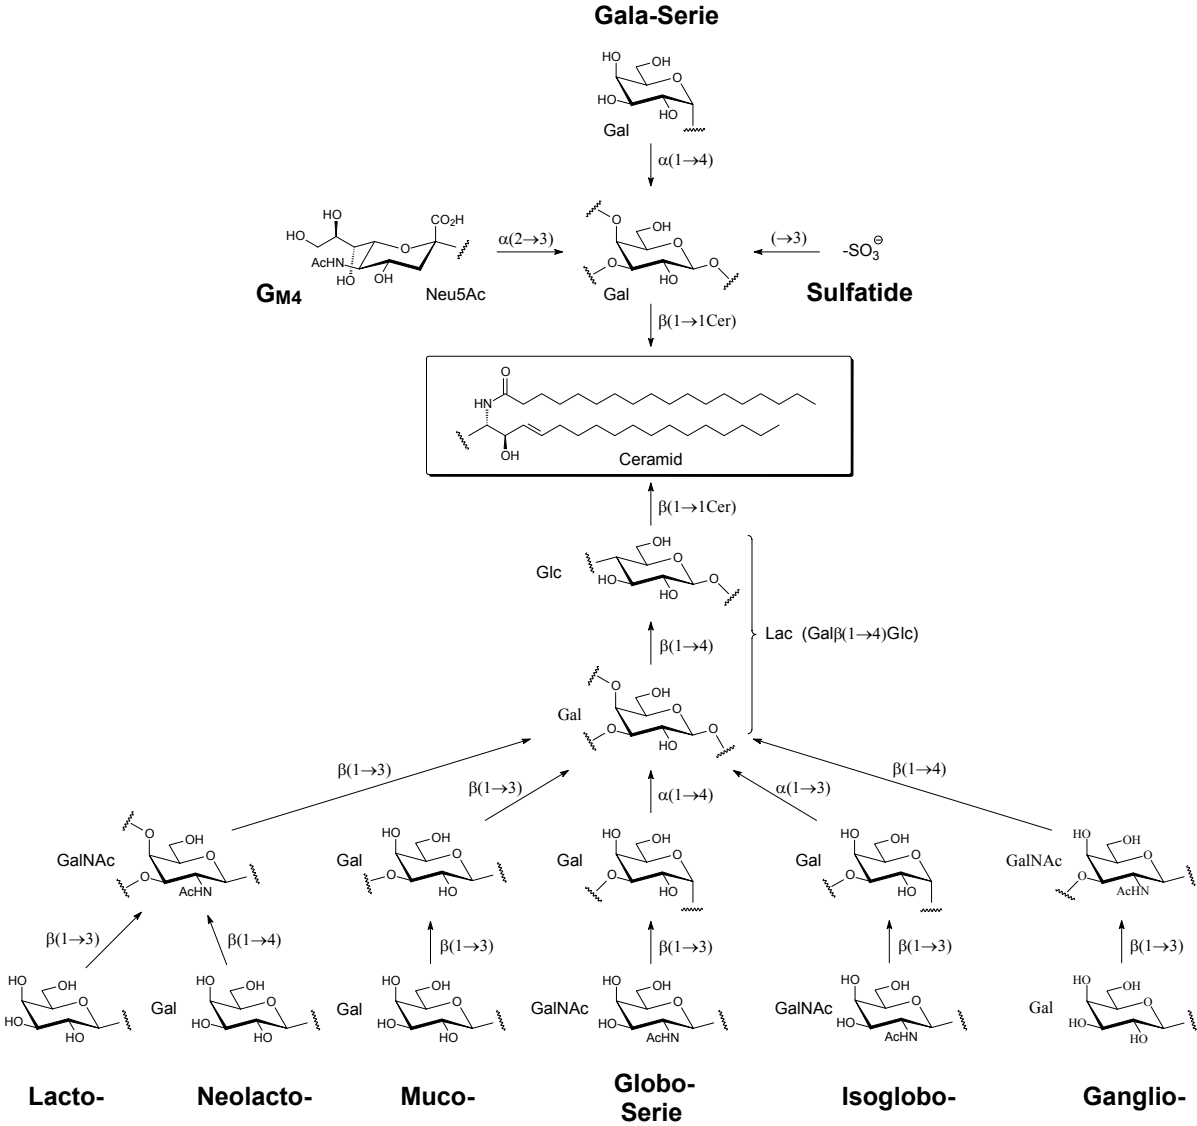 Gala-Serie
HO
OH
O
HO
HO
Gal
α(1→4)
HO
HO
CO₂H
O
AcHN
HO
OH
Neu5Ac
GM4
α(2→3)
O
OH
O
O
O
HO
Gal
(→3)
-SO₃⊖
Sulfatide
β(1→1Cer)
O
HN
OH
Ceramid
β(1→1Cer)
OH
O
O
HO
HO
Glc
β(1→4)
Lac (Galβ(1→4)Glc)
O
OH
O
O
O
HO
Gal
β(1→3)
β(1→3)
α(1→4)
α(1→3)
β(1→4)
O
OH
O
O
AcHN
GalNAc
HO
OH
O
O
HO
Gal
HO
OH
O
O
HO
Gal
HO
OH
O
O
HO
Gal
HO
OH
O
O
AcHN
GalNAc
β(1→3)
β(1→4)
β(1→3)
β(1→3)
β(1→3)
β(1→3)
HO
OH
O
HO
HO
Gal
HO
OH
O
HO
HO
Gal
HO
OH
O
HO
HO
GalNAc
HO
OH
O
HO
AcHN
GalNAc
HO
OH
O
HO
AcHN
Gal
HO
OH
O
HO
HO
Lacto-
Neolacto-
Muco-
Globo-
Serie
Isoglobo-
Ganglio-